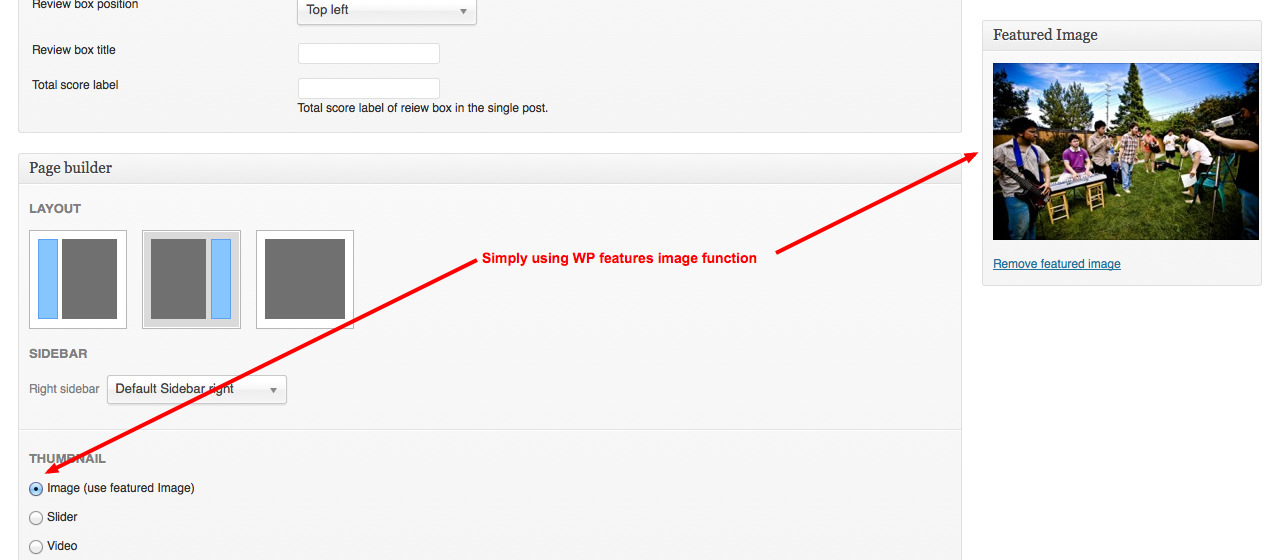 Review box position
Top left
Review box title
Total score label
Total score label of reiew box in the single post.
Featured Image
Remove featured image
Page builder
LAYOUT
Simply using WP features image function
SIDEBAR
Right sidebar
Default Sidebar right
THUMBNAIL
Image (use featured Image)
Slider
Video